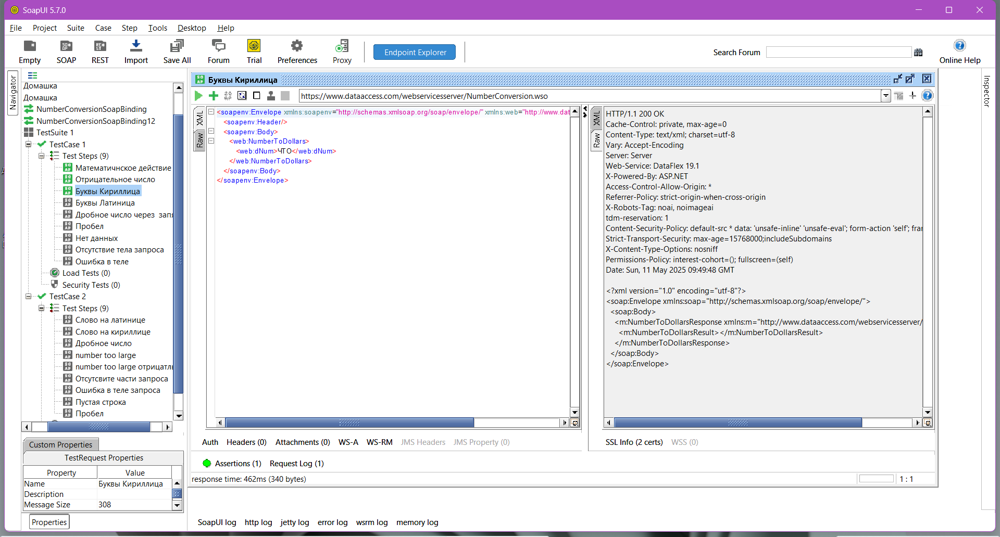 SoapUI 5.7.0
File Project Suite Case Step Tools Desktop Help
Empty SOAP REST Import Save All Forum Trial Preferences Proxy Endpoint Explorer Search Forum Online Help
Navigator
Домашка
Домашка
NumberConversionSoapBinding
NumberConversionSoapBinding12
TestSuite 1
TestCase 1
Test Steps (9)
Математичнское действие
Отрицательное число
Буквы Кириллица
Буквы Латиница
Дробное число через запя
Пробел
Нет данных
Отсутствие тела запроса
Ошибка в теле
Load Tests (0)
Security Tests (0)
TestCase 2
Test Steps (9)
Слово на латинице
Слово на кириллице
Дробное число
number too large
number too large отрицатль
Отсутсвите части запроса
Ошибка в теле запроса
Пустая строка
Пробел
Custom Properties
TestRequest Properties
Property Value
Name Буквы Кириллица
Description
Message Size 308
Properties
Буквы Кириллица
https://www.dataaccess.com/webservicesserver/NumberConversion.wso
XML
Raw
<soapenv:Envelope xmlns:soapenv="http://schemas.xmlsoap.org/soap/envelope/" xmlns:web="http://www.dat
<soapenv:Header/>
<soapenv:Body>
<web:NumberToDollars>
<web:dNum>ЧТО</web:dNum>
</web:NumberToDollars>
</soapenv:Body>
</soapenv:Envelope>
XML
Raw
HTTP/1.1 200 OK
Cache-Control: private, max-age=0
Content-Type: text/xml; charset=utf-8
Vary: Accept-Encoding
Server: Server
Web-Service: DataFlex 19.1
X-Powered-By: ASP.NET
Access-Control-Allow-Origin: *
Referrer-Policy: strict-origin-when-cross-origin
X-Robots-Tag: noai, noimageai
tdm-reservation: 1
Content-Security-Policy: default-src * data: 'unsafe-inline' 'unsafe-eval'; form-action 'self'; frar
Strict-Transport-Security: max-age=15768000;includeSubdomains
X-Content-Type-Options: nosniff
Permissions-Policy: interest-cohort=(); fullscreen=(self)
Date: Sun, 11 May 2025 09:49:48 GMT
<?xml version="1.0" encoding="utf-8"?>
<soap:Envelope xmlns:soap="http://schemas.xmlsoap.org/soap/envelope/">
<soap:Body>
<m:NumberToDollarsResponse xmlns:m="http://www.dataaccess.com/webservicesserver/
<m:NumberToDollarsResult></m:NumberToDollarsResult>
</m:NumberToDollarsResponse>
</soap:Body>
</soap:Envelope>
Auth Headers (0) Attachments (0) WS-A WS-RM JMS Headers JMS Property (0)
SSL Info (2 certs) WSS (0)
Assertions (1) Request Log (1)
response time: 462ms (340 bytes)
1 : 1
Inspector
SoapUI log http log jetty log error log wsrm log memory log